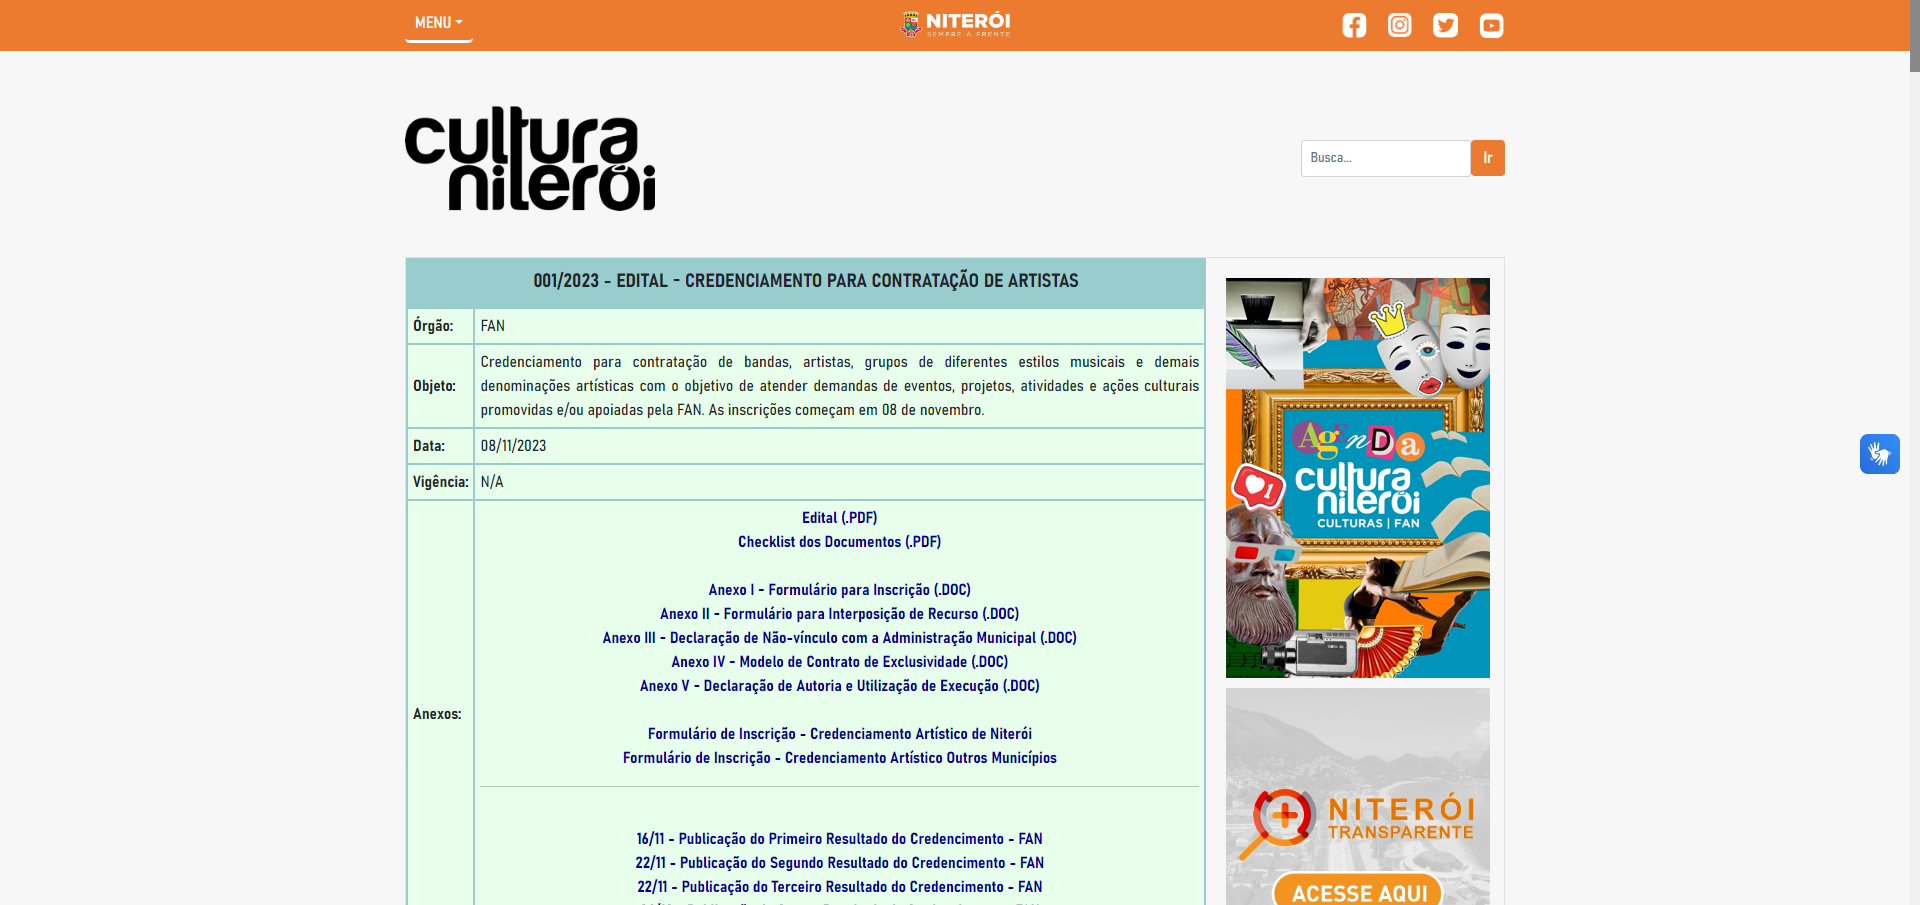 MENU
NITERÓI
SEMPRE À FRENTE
cultura
niterói
Busca...
Ir
001/2023 - EDITAL - CREDENCIAMENTO PARA CONTRATAÇÃO DE ARTISTAS
Órgão:
FAN
Objeto:
Credenciamento para contratação de bandas, artistas, grupos de diferentes estilos musicais e demais
denominações artísticas com o objetivo de atender demandas de eventos, projetos, atividades e ações culturais
promovidas e/ou apoiadas pela FAN. As inscrições começam em 08 de novembro.
Data:
08/11/2023
Vigência:
N/A
Anexos:
Edital (.PDF)
Checklist dos Documentos (.PDF)
Anexo I - Formulário para Inscrição (.DOC)
Anexo II - Formulário para Interposição de Recurso (.DOC)
Anexo III - Declaração de Não-vínculo com a Administração Municipal (.DOC)
Anexo IV - Modelo de Contrato de Exclusividade (.DOC)
Anexo V - Declaração de Autoria e Utilização de Execução (.DOC)
Formulário de Inscrição - Credenciamento Artístico de Niterói
Formulário de Inscrição - Credenciamento Artístico Outros Municípios
16/11 - Publicação do Primeiro Resultado do Credencimento - FAN
22/11 - Publicação do Segundo Resultado do Credencimento - FAN
22/11 - Publicação do Terceiro Resultado do Credencimento - FAN
AgEnDa
cultura
niterói
CULTURAS | FAN
1
NITERÓI
TRANSPARENTE
ACESSE AQUI